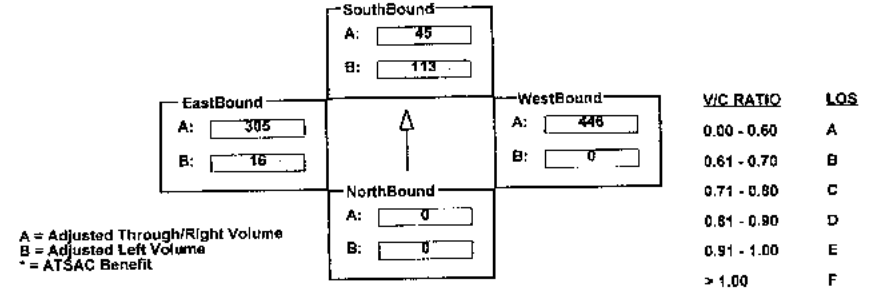 SouthBound
A: 45
B: 113
EastBound
A: 305
B: 16
WestBound
A: 446
B: 0
NorthBound
A: 0
B: 0
A = Adjusted Through/Right Volume
B = Adjusted Left Volume
* = ATSAC Benefit
V/C RATIO LOS
0.00 - 0.60 A
0.61 - 0.70 B
0.71 - 0.80 C
0.81 - 0.90 D
0.91 - 1.00 E
> 1.00 F